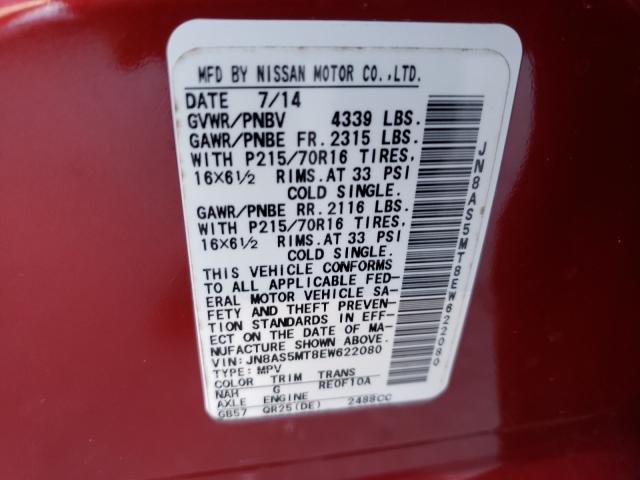 MFD BY NISSAN MOTOR CO.,LTD.
DATE 7/14
GVWR/PNBV 4339 LBS.
GAWR/PNBE FR. 2315 LBS.
WITH P215/70R16 TIRES,
16X6½ RIMS.AT 33 PSI
COLD SINGLE.
GAWR/PNBE RR. 2116 LBS.
WITH P215/70R16 TIRES,
16X6½ RIMS.AT 33 PSI
COLD SINGLE.
THIS VEHICLE CONFORMS
TO ALL APPLICABLE FED-
ERAL MOTOR VEHICLE SA-
FETY AND THEFT PREVEN-
TION STANDARDS IN EFF-
ECT ON THE DATE OF MA-
NUFACTURE SHOWN ABOVE.
VIN: JN8AS5MT8EW622080
TYPE: MPV
COLOR TRIM TRANS
NAH G RE0F10A
AXLE ENGINE
GB57 QR25(DE) 2488CC
JN8AS5MT8EW622080